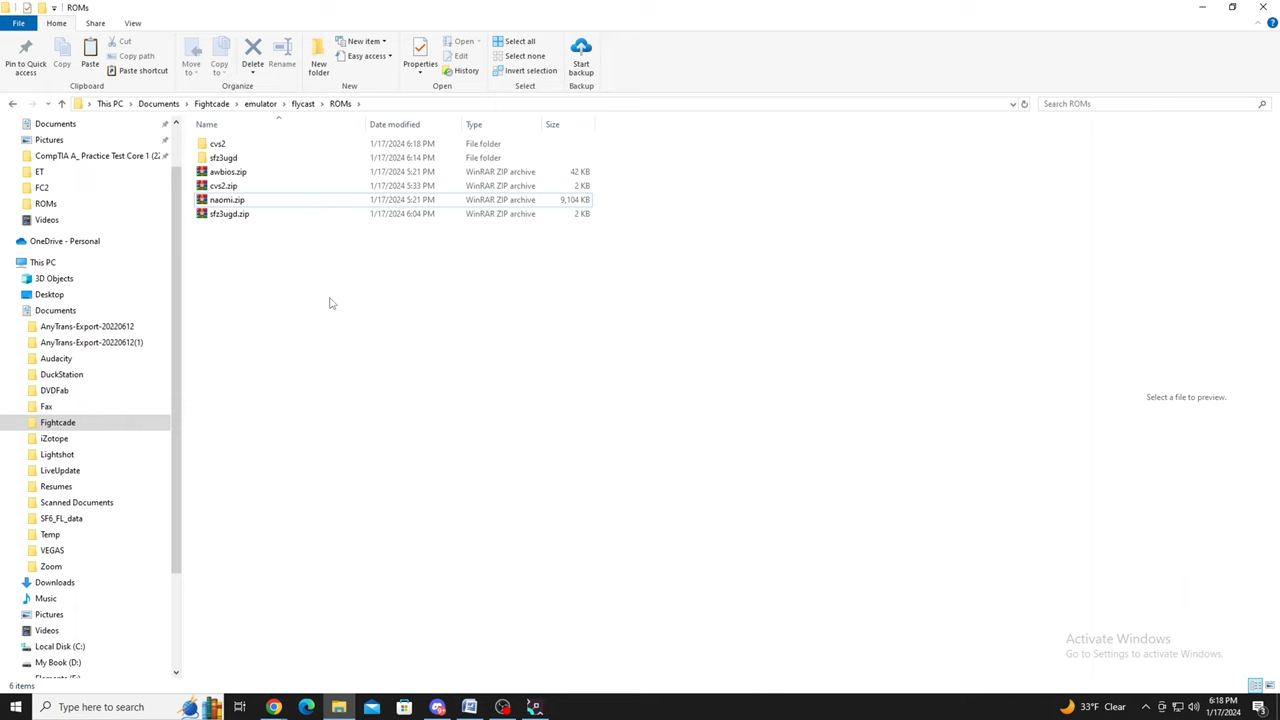 ROMs
File Home Share View
Pin to Quick access
Copy
Paste
Cut
Copy path
Paste shortcut
Clipboard
Move to
Copy to
Delete
Rename
Organize
New folder
New item
Easy access
New
Properties
Open
Edit
History
Open
Select all
Select none
Invert selection
Select
Start backup
Backup
This PC > Documents > Fightcade > emulator > flycast > ROMs >
Search ROMs
Documents
Pictures
CompTIA A_ Practice Test Core 1 (22
ET
FC2
ROMs
Videos
OneDrive - Personal
This PC
3D Objects
Desktop
Documents
AnyTrans-Export-20220612
AnyTrans-Export-20220612(1)
Audacity
DuckStation
DVDFab
Fax
Fightcade
iZotope
Lightshot
LiveUpdate
Resumes
Scanned Documents
SF6_FL_data
Temp
VEGAS
Zoom
Downloads
Music
Pictures
Videos
Local Disk (C:)
My Book (D:)
Name Date modified Type Size
cvs2 1/17/2024 6:18 PM File folder
sfz3ugd 1/17/2024 6:14 PM File folder
awbios.zip 1/17/2024 5:21 PM WinRAR ZIP archive 42 KB
cvs2.zip 1/17/2024 5:33 PM WinRAR ZIP archive 2 KB
naomi.zip 1/17/2024 5:21 PM WinRAR ZIP archive 9,104 KB
sfz3ugd.zip 1/17/2024 6:04 PM WinRAR ZIP archive 2 KB
Select a file to preview.
Activate Windows
Go to Settings to activate Windows.
6 items
Type here to search
33°F Clear
6:18 PM
1/17/2024
3